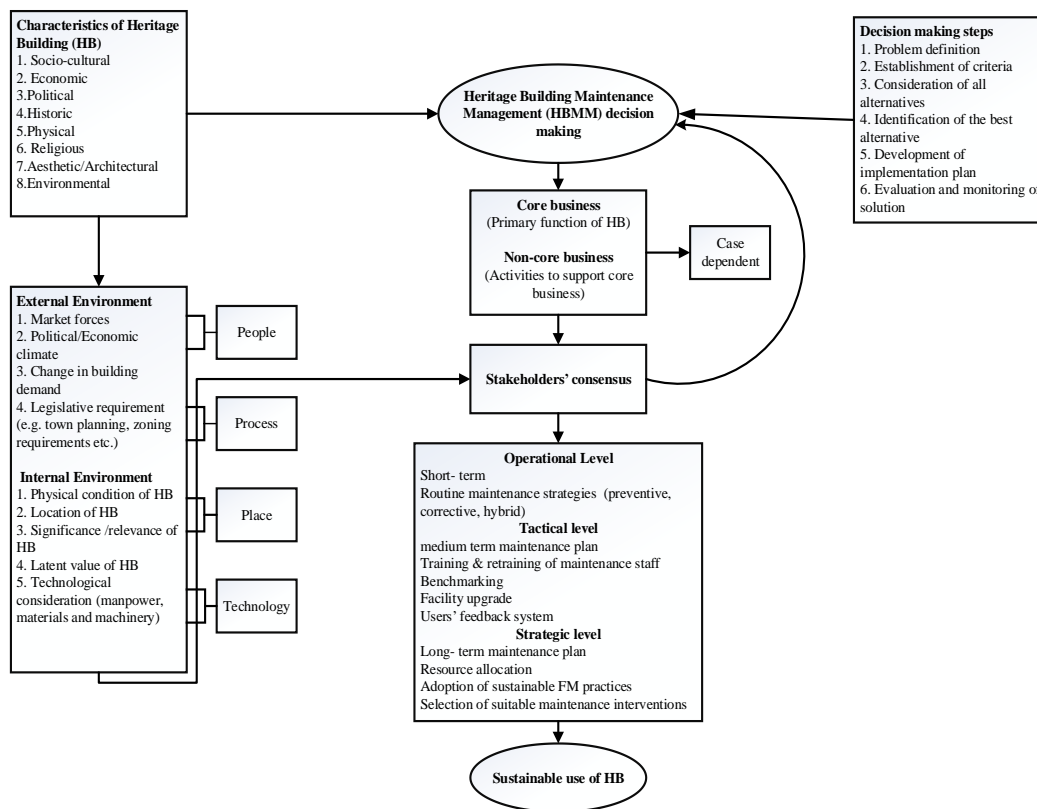 Characteristics of Heritage
Building (HB)
1. Socio-cultural
2. Economic
3.Political
4. Historic
5. Physical
6. Religious
7.Aesthetic/Architectural
8.Environmental
Heritage Building Maintenance
Management (HBMM) decision
making
Decision making steps
1. Problem definition
2. Establishment of criteria
3. Consideration of all
alternatives
4. Identification of the best
alternative
5. Development of
implementation plan
6. Evaluation and monitoring of
solution
Core business
(Primary function of HB)
Non-core business
(Activities to support core
business)
Case
dependent
External Environment
1. Market forces
2. Political/Economic
climate
3. Change in building
demand
4. Legislative requirement
(e.g. town planning, zoning
requirements etc.)
Internal Environment
1. Physical condition of HB
2. Location of HB
3. Significance /relevance of
HB
4. Latent value of HB
5. Technological
consideration (manpower,
materials and machinery)
People
Process
Place
Technology
Stakeholders’ consensus
Operational Level
Short- term
Routine maintenance strategies (preventive,
corrective, hybrid)
Tactical level
medium term maintenance plan
Training & retraining of maintenance staff
Benchmarking
Facility upgrade
Users’ feedback system
Strategic level
Long- term maintenance plan
Resource allocation
Adoption of sustainable FM practices
Selection of suitable maintenance interventions
Sustainable use of HB